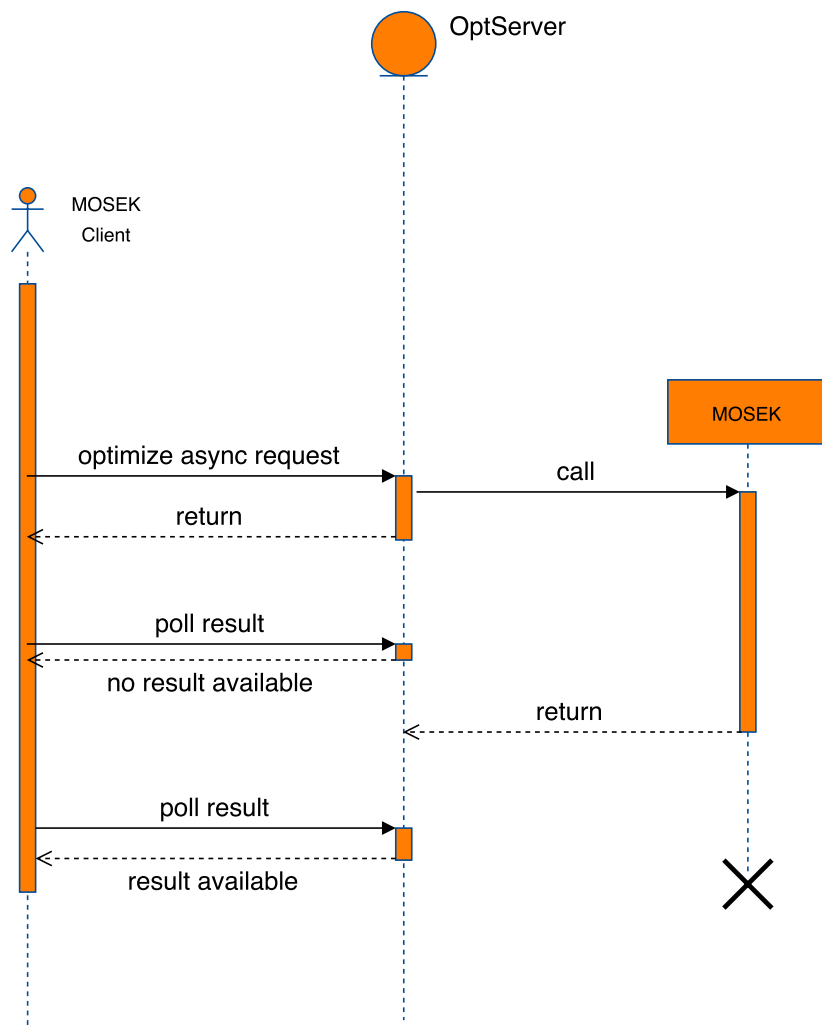 OptServer
MOSEK
Client
MOSEK
optimize async request
call
return
poll result
no result available
return
poll result
result available